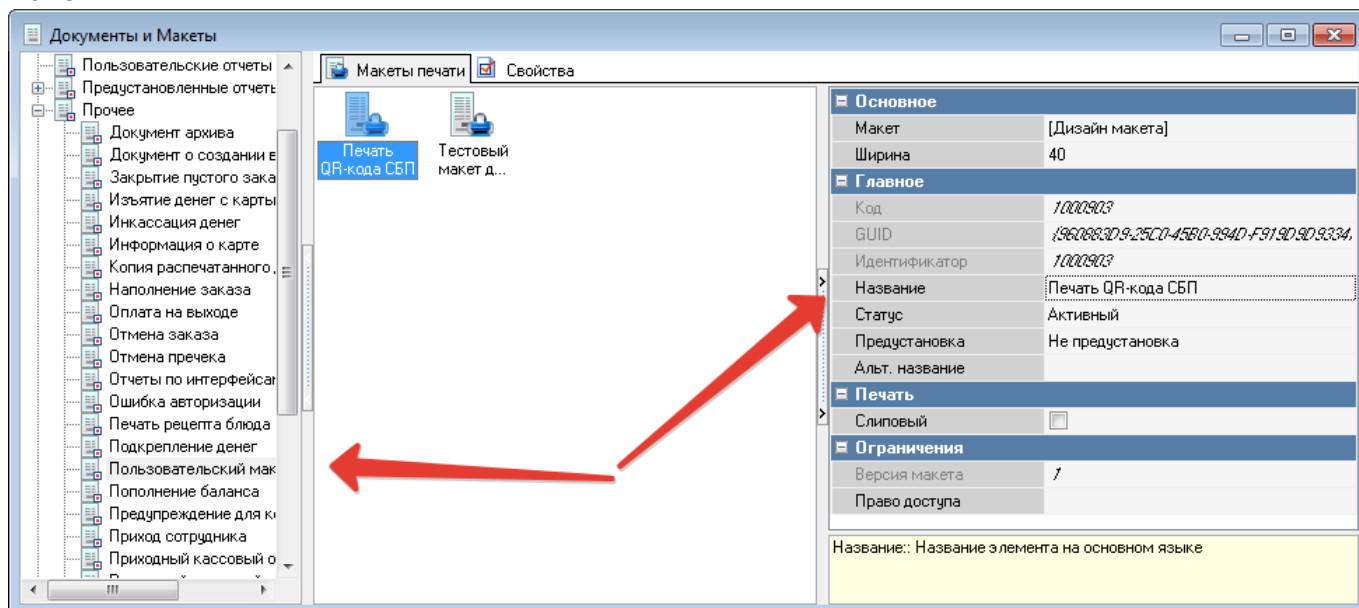 Документы и Макеты
Пользовательские отчеты
Предустановленные отчеть
Прочее
Документ архива
Документ о создании в
Закрытие пустого зака
Изъятие денег с карты
Инкассация денег
Информация о карте
Копия распечатанного
Наполнение заказа
Оплата на выходе
Отмена заказа
Отмена пречека
Отчеты по интерфейсам
Ошибка авторизации
Печать рецепта блюда
Подкрепление денег
Пользовательский мак
Пополнение баланса
Предупреждение для к
Приход сотрудника
Приходный кассовый о
Макеты печати
Свойства
Печать
QR-кода СБП
Тестовый
макет д...
Основное
Макет [Дизайн макета]
Ширина 40
Главное
Код 1000903
GUID {960883D9-25C0-45B0-994D-F919D9D9334,
Идентификатор 1000903
Название Печать QR-кода СБП
Статус Активный
Предустановка Не предустановка
Альт. название
Печать
Слиповый
Ограничения
Версия макета 1
Право доступа
Название:: Название элемента на основном языке